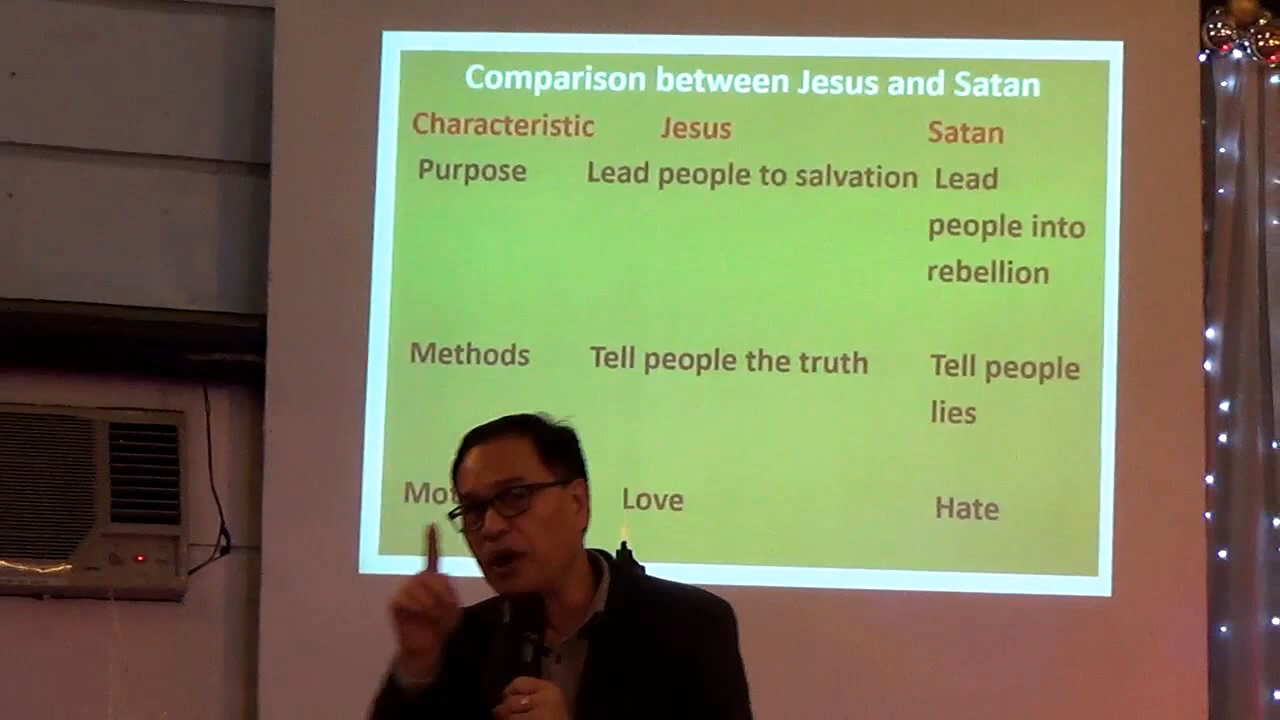 Comparison between Jesus and Satan
Characteristic Jesus Satan
Purpose Lead people to salvation Lead
people into
rebellion
Methods Tell people the truth Tell people
lies
Love Hate